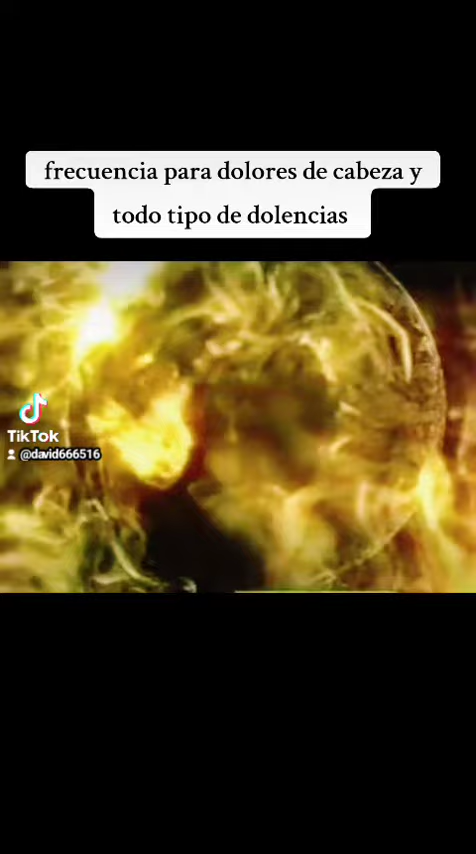 frecuencia para dolores de cabeza y
todo tipo de dolencias
TikTok
@david666516